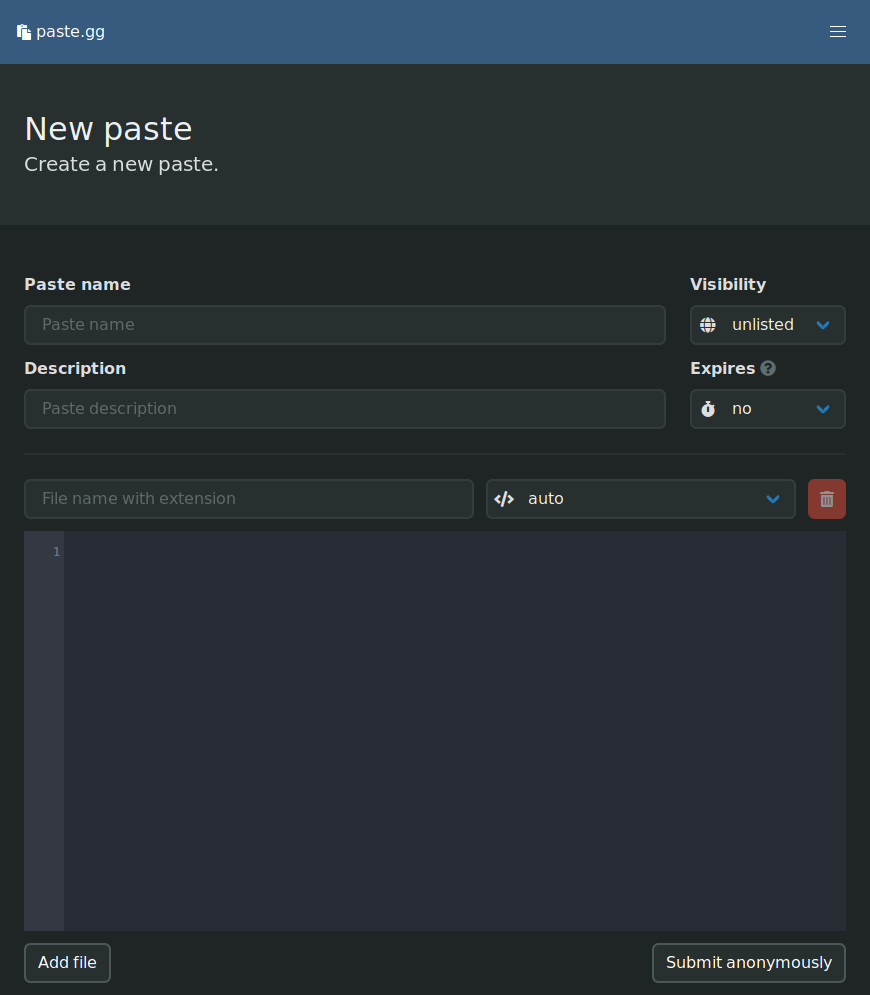 paste.gg
New paste
Create a new paste.
Paste name
Visibility
Paste name
unlisted
Description
Expires
Paste description
no
File name with extension
auto
1
Add file
Submit anonymously